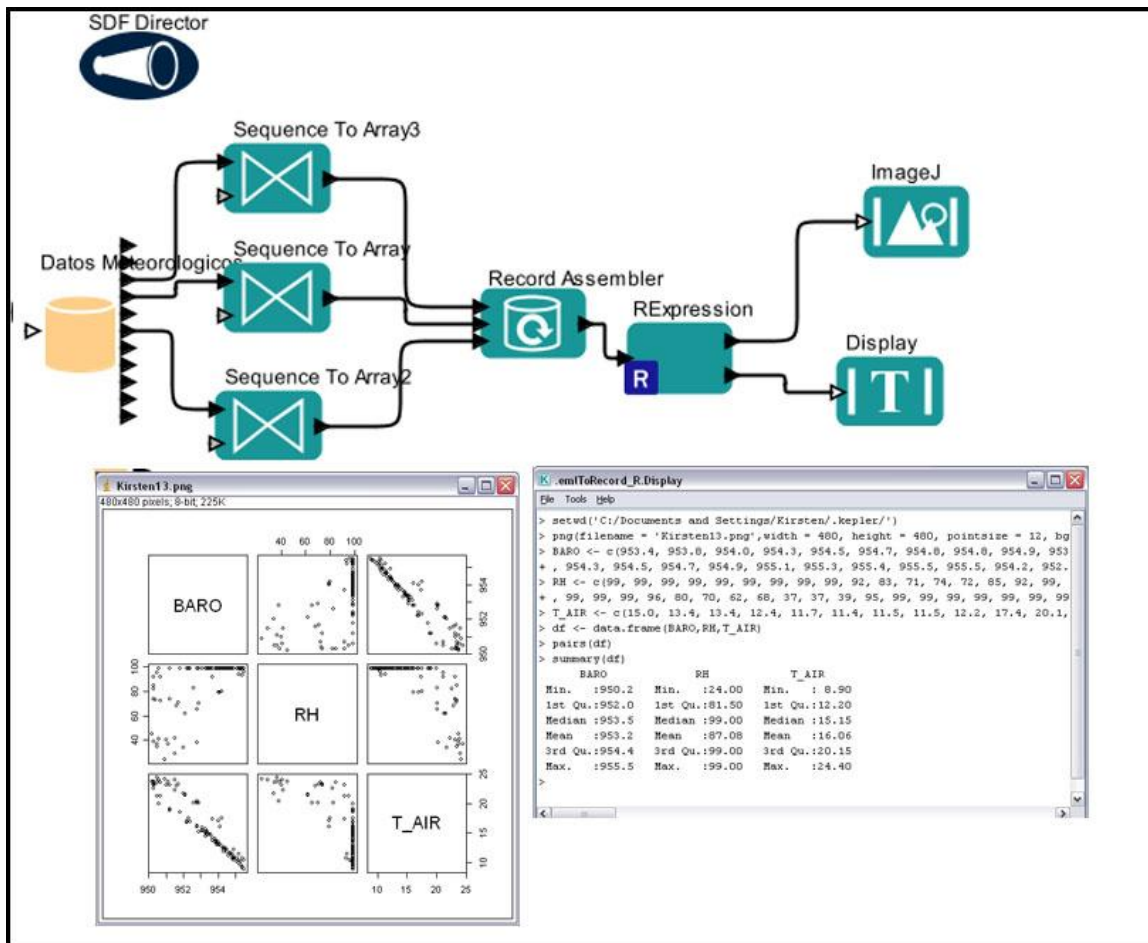 SDF Director
Sequence To Array3
ImageJ
Datos Meteorologicos
Sequence To Array
Record Assembler
RExpression
R
Display
T
Sequence To Array2
Kirsten13.png
480x480 pixels; 8-bit; 225K
40 60 80 100
BARO
950 952 954
40 60 80 100
RH
10 15 20 25
T_AIR
950 952 954
10 15 20 25
K .emlToRecord_R.Display
File Tools Help
> setwd('C:/Documents and Settings/Kirsten/.kepler/')
> png(filename = 'Kirsten13.png',width = 480, height = 480, pointsize = 12, bg
> BARO <- c(953.4, 953.8, 954.0, 954.3, 954.5, 954.7, 954.8, 954.8, 954.9, 953
+ , 954.3, 954.5, 954.7, 954.9, 955.1, 955.3, 955.4, 955.5, 955.5, 954.2, 952.
> RH <- c(99, 99, 99, 99, 99, 99, 99, 99, 99, 92, 83, 71, 74, 72, 85, 92, 99,
+ , 99, 99, 99, 96, 80, 70, 62, 68, 37, 37, 39, 95, 99, 99, 99, 99, 99, 99, 99
> T_AIR <- c(15.0, 13.4, 13.4, 12.4, 11.7, 11.4, 11.5, 11.5, 12.2, 17.4, 20.1,
> df <- data.frame(BARO,RH,T_AIR)
> pairs(df)
> summary(df)
BARO RH T_AIR
Min. :950.2 Min. :24.00 Min. : 8.90
1st Qu.:952.0 1st Qu.:81.50 1st Qu.:12.20
Median :953.5 Median :99.00 Median :15.15
Mean :953.2 Mean :87.08 Mean :16.06
3rd Qu.:954.4 3rd Qu.:99.00 3rd Qu.:20.15
Max. :955.5 Max. :99.00 Max. :24.40
>